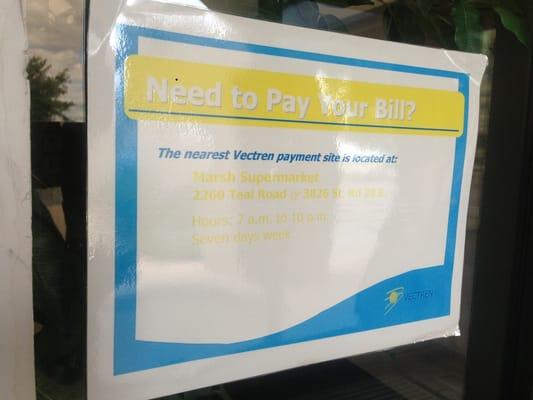 Need to Pay Your Bill?
The nearest Vectren payment site is located at:
Marsh Supermarket
2260 Teal Road @ 3826 St. Rd
Hours: 7 a.m. to 10 p.m.
Seven days week
VECTREN